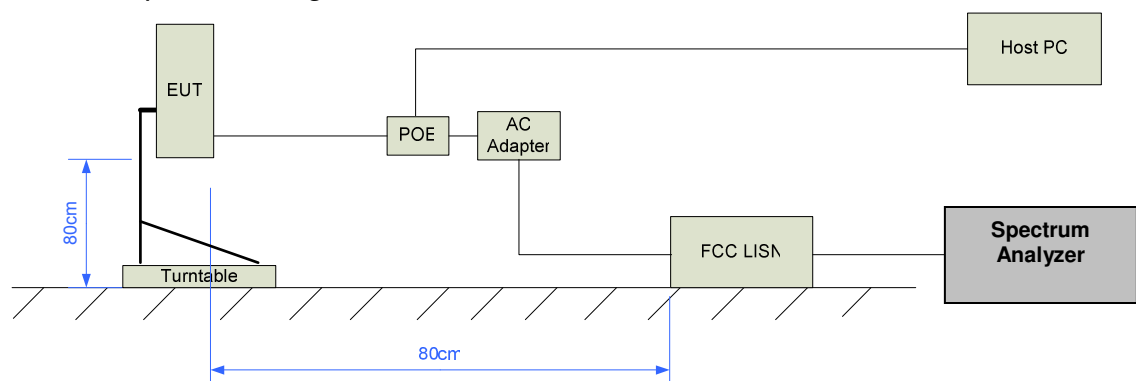 Host PC
EUT
POE
AC
Adapter
80cm
Turntable
FCC LISN
Spectrum
Analyzer
80cm